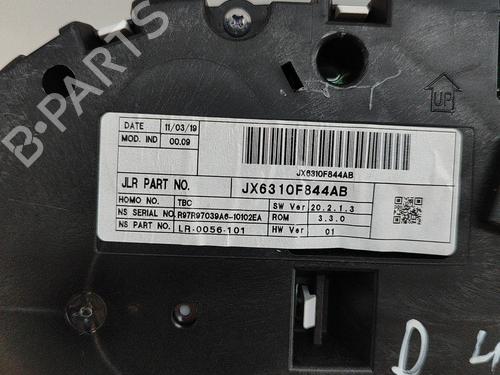 B-PARTS
UP
DATE 11/03/19
MOD. IND 00.09
JX6310F844AB
JLR PART NO. JX6310F844AB
HOMO NO. TBC SW Ver 20.2.1.3
NS SERIAL NO. R97R97039A6-10102EA ROM 3.3.0
NS PART NO. LR-0056-101 HW Ver 01
D 4